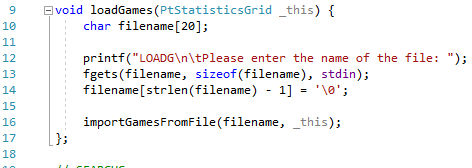 9 void loadGames(PtStatisticsGrid _this) {
10 char filename[20];
11
12 printf("LOADG\n\tPlease enter the name of the file: ");
13 fgets(filename, sizeof(filename), stdin);
14 filename[strlen(filename) - 1] = '\0';
15
16 importGamesFromFile(filename, _this);
17 };
18